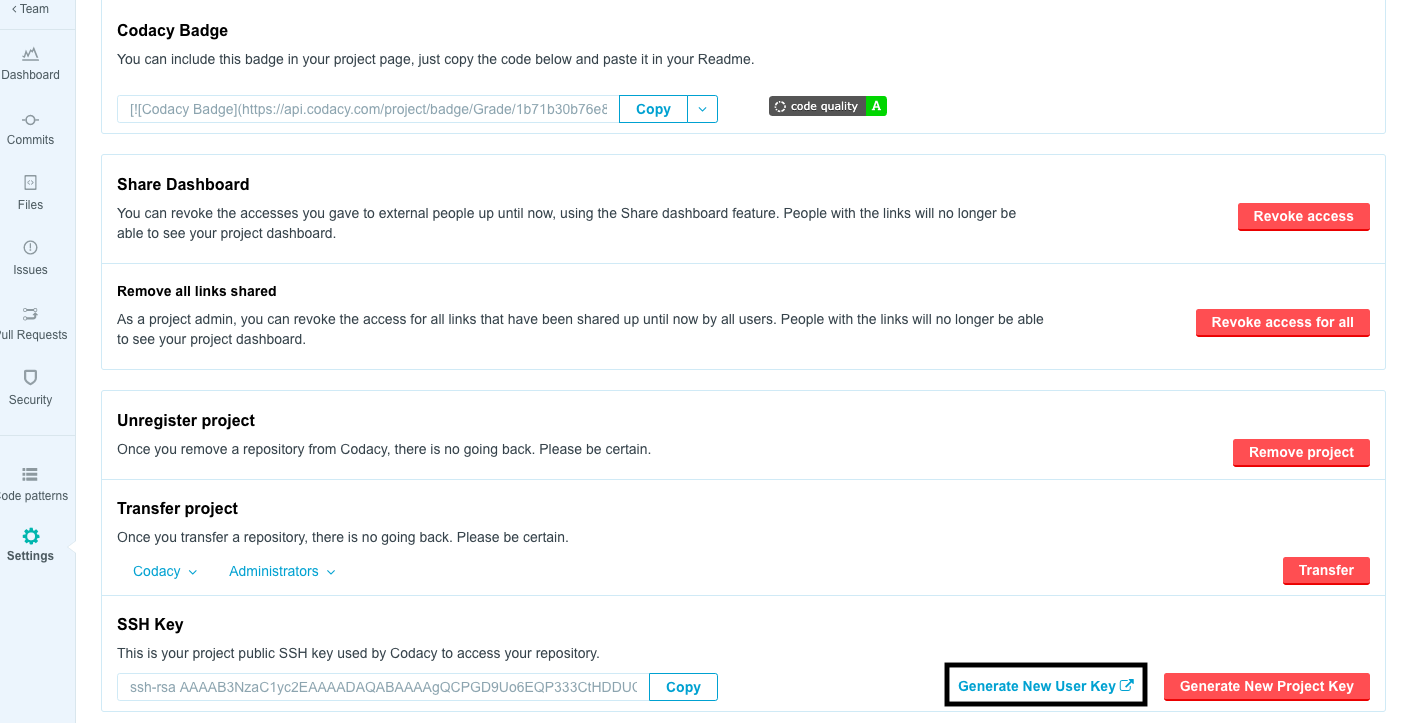 Team
Dashboard
Commits
Files
Issues
Pull Requests
Security
Code patterns
Settings
Codacy Badge
You can include this badge in your project page, just copy the code below and paste it in your Readme.
[![Codacy Badge](https://api.codacy.com/project/badge/Grade/1b71b30b76e8
Copy
code quality A
Share Dashboard
You can revoke the accesses you gave to external people up until now, using the Share dashboard feature. People with the links will no longer be
able to see your project dashboard.
Revoke access
Remove all links shared
As a project admin, you can revoke the access for all links that have been shared up until now by all users. People with the links will no longer be able
to see your project dashboard.
Revoke access for all
Unregister project
Once you remove a repository from Codacy, there is no going back. Please be certain.
Remove project
Transfer project
Once you transfer a repository, there is no going back. Please be certain.
Codacy Administrators
Transfer
SSH Key
This is your project public SSH key used by Codacy to access your repository.
ssh-rsa AAAAB3NzaC1yc2EAAAADAQABAAAAgQCPGD9Uo6EQP333CtHDDU
Copy
Generate New User Key
Generate New Project Key